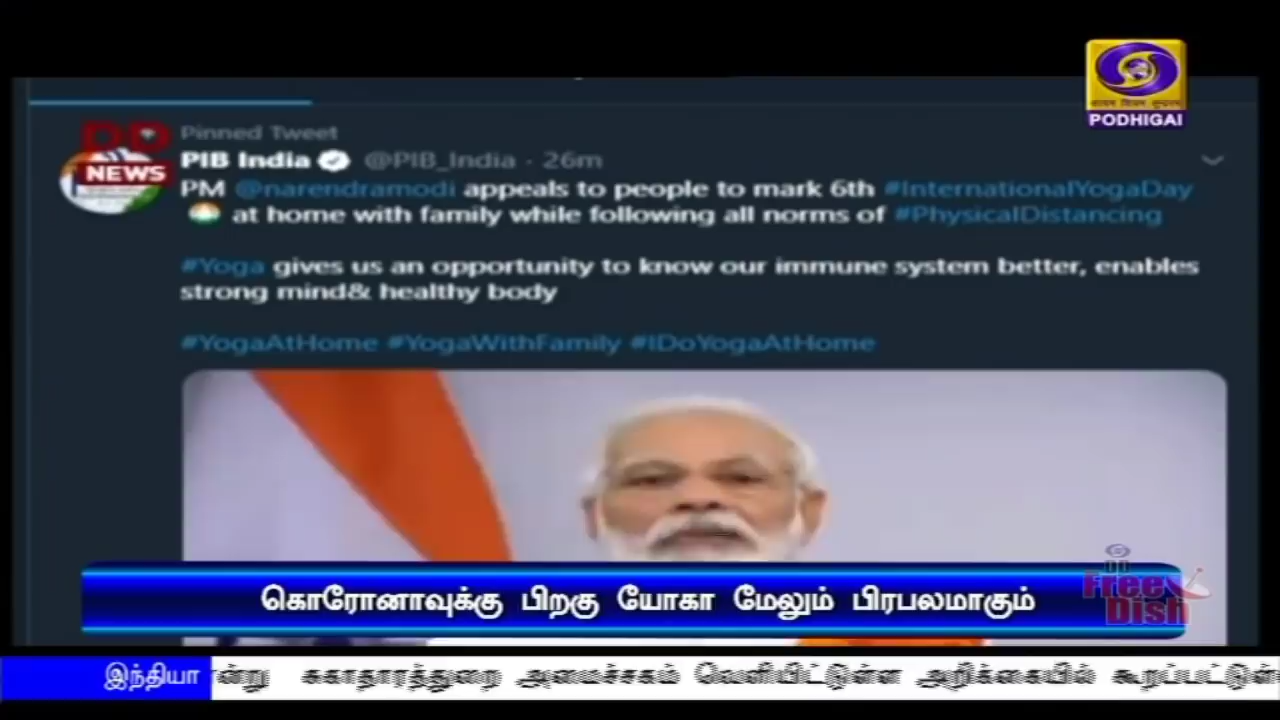 PODHIGAI
Pinned Tweet
DD NEWS
PIB India @PIB_India · 26m
PM @narendramodi appeals to people to mark 6th #InternationalYogaDay
at home with family while following all norms of #PhysicalDistancing
#Yoga gives us an opportunity to know our immune system better, enables
strong mind& healthy body
#YogaAtHome #YogaWithFamily #IDoYogaAtHome
கொரோனாவுக்கு பிறகு யோகா மேலும் பிரபலமாகும்
DD Free Dish
இந்தியா ன்று சுகாதாரத்துறை அமைச்சகம் வெளியிட்டுள்ள அறிக்கையில் கூறப்பட்டுள்